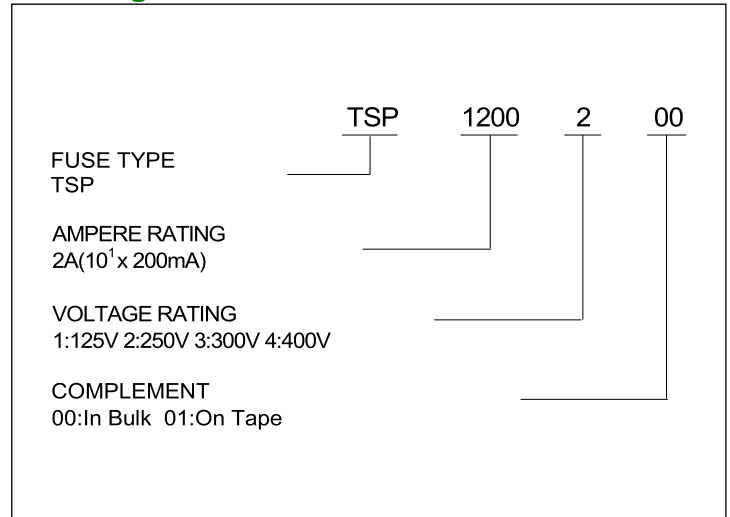 TSP 1200 2 00
FUSE TYPE
TSP
AMPERE RATING
2A(10¹x 200mA)
VOLTAGE RATING
1:125V 2:250V 3:300V 4:400V
COMPLEMENT
00:In Bulk 01:On Tape